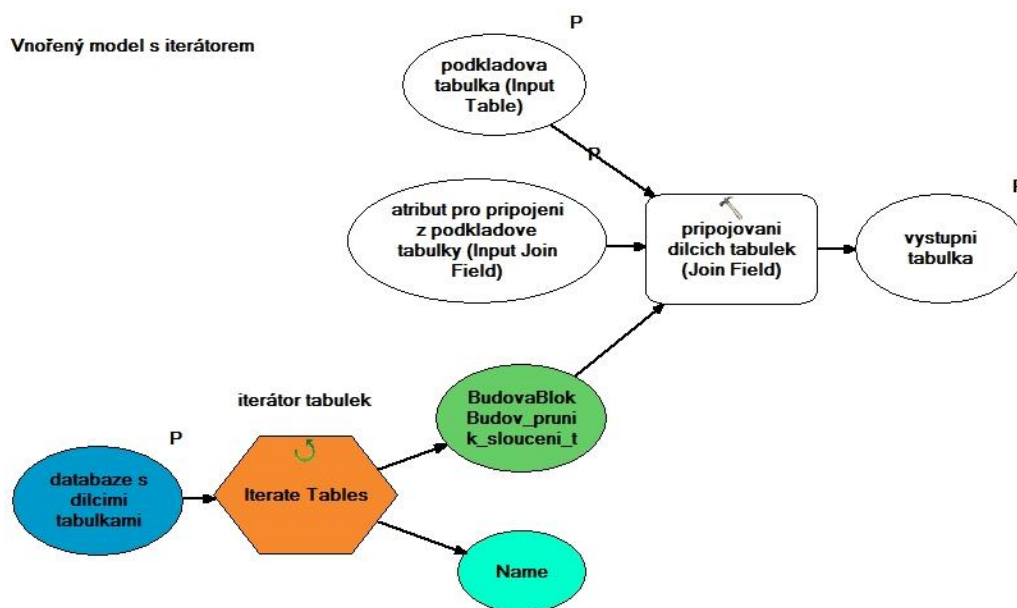 P
Vnořený model s iterátorem
podkladova
tabulka (Input
Table)
P
P
atribut pro pripojeni
z podkladove
tabulky (Input Join
Field)
pripojovani
dilcich tabulek
(Join Field)
vystupni
tabulka
iterátor tabulek
P
BudovaBlok
Budov_pruni
k_slouceni_t
databaze s
dilcimi
tabulkami
Iterate Tables
Name